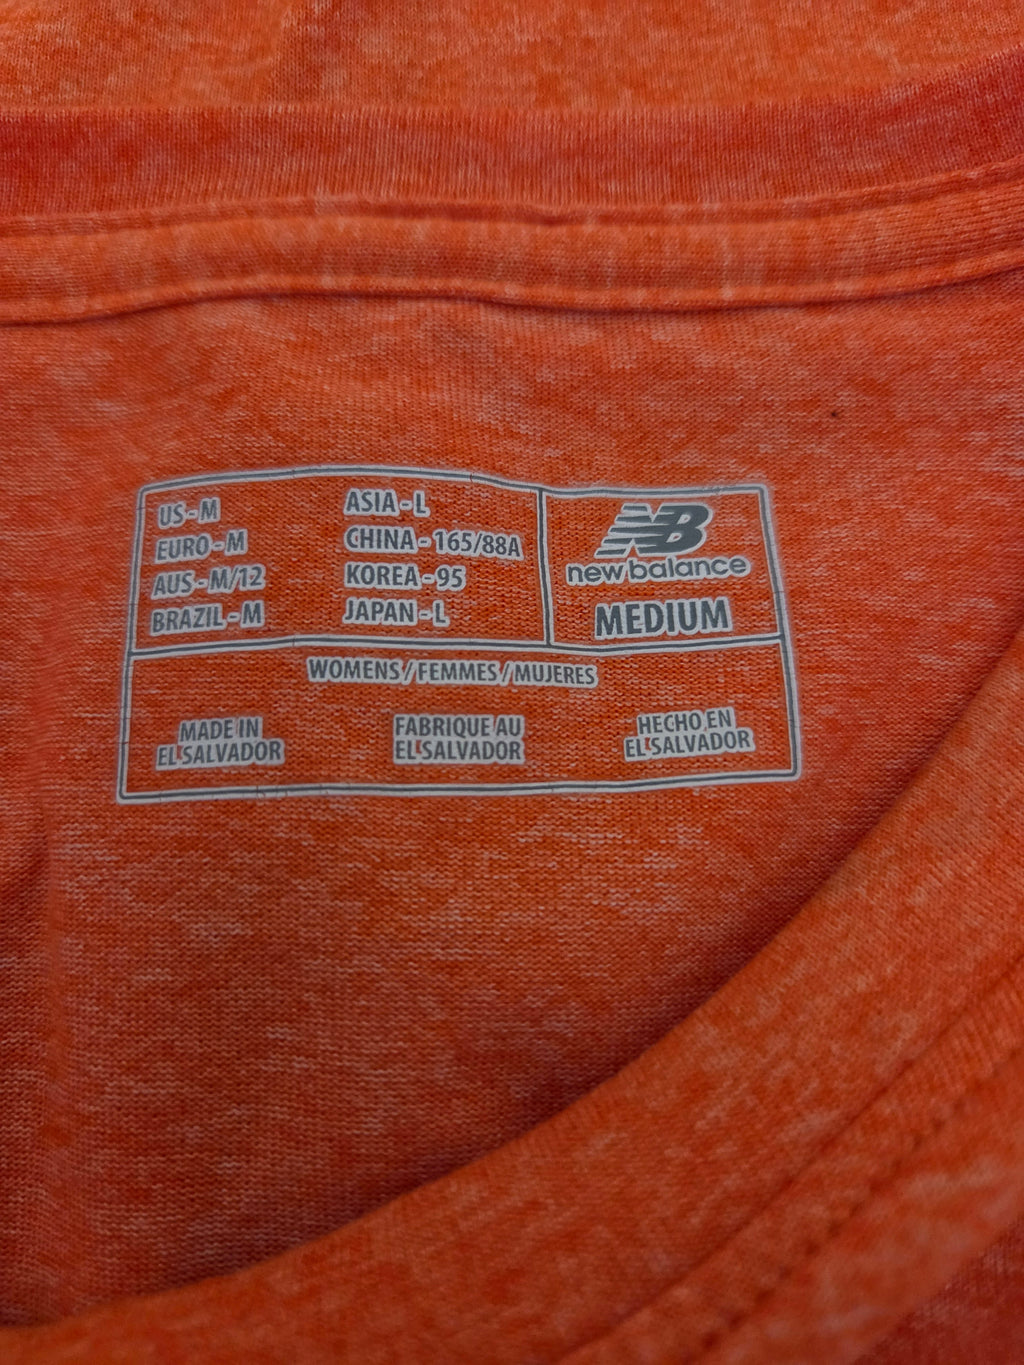 US-M
EURO-M
AUS-M/12
BRAZIL-M
ASIA-L
CHINA-165/88A
KOREA-95
JAPAN-L
NB
new balance
MEDIUM
WOMENS/FEMMES/MUJERES
MADE IN
EL SALVADOR
FABRIQUE AU
EL SALVADOR
HECHO EN
EL SALVADOR